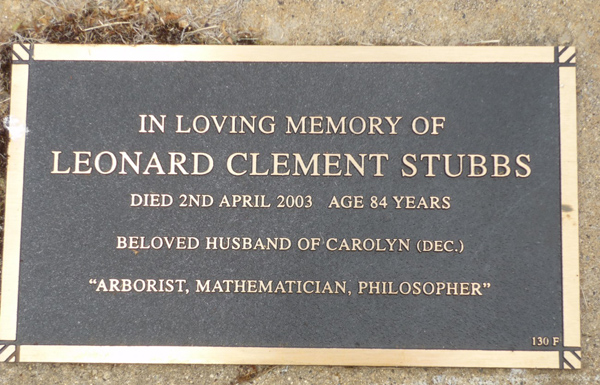 IN LOVING MEMORY OF
LEONARD CLEMENT STUBBS
DIED 2ND APRIL 2003 AGE 84 YEARS
BELOVED HUSBAND OF CAROLYN (DEC.)
“ARBORIST, MATHEMATICIAN, PHILOSOPHER”
130 F